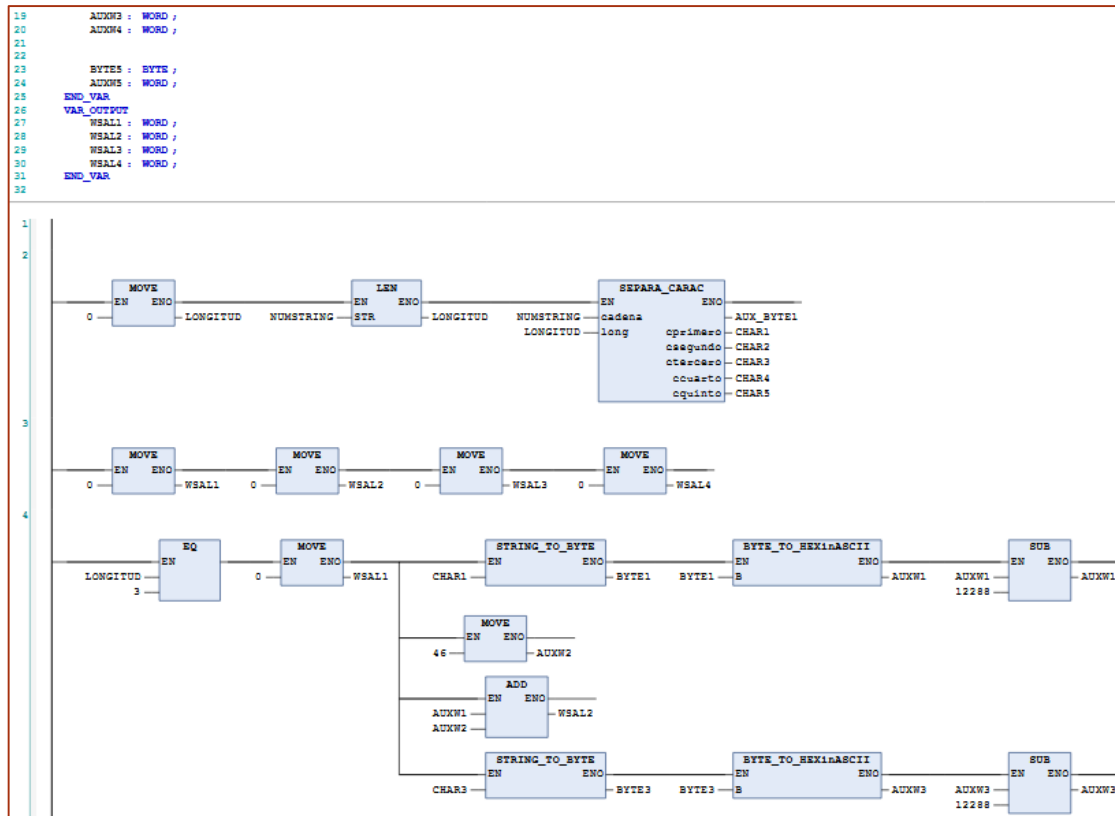 19 AUXW3 : WORD ;
20 AUXW4 : WORD ;
21
22
23 BYTE5 : BYTE ;
24 AUXW5 : WORD ;
25 END_VAR
26 VAR_OUTPUT
27 WSAL1 : WORD ;
28 WSAL2 : WORD ;
29 WSAL3 : WORD ;
30 WSAL4 : WORD ;
31 END_VAR
32
1
2
MOVE LEN SEPARA_CARAC
EN ENO EN ENO EN ENO
0 LONGITUD NUMSTRING STR LONGITUD NUMSTRING cadena AUX_BYTE1
LONGITUD long cprimero CHAR1
csegundo CHAR2
ctercero CHAR3
ccuarto CHAR4
cquinto CHAR5
3
MOVE MOVE MOVE MOVE
EN ENO EN ENO EN ENO EN ENO
0 WSAL1 0 WSAL2 0 WSAL3 0 WSAL4
4
EQ MOVE STRING_TO_BYTE BYTE_TO_HEXinASCII SUB
EN EN ENO EN ENO EN ENO EN ENO
LONGITUD 0 WSAL1 CHAR1 BYTE1 BYTE1 B AUXW1 AUXW1 AUXW1
3 12288
MOVE
EN ENO
46 AUXW2
ADD
EN ENO
AUXW1 WSAL2
AUXW2
STRING_TO_BYTE BYTE_TO_HEXinASCII SUB
EN ENO EN ENO EN ENO
CHAR3 BYTE3 BYTE3 B AUXW3 AUXW3 AUXW3
12288